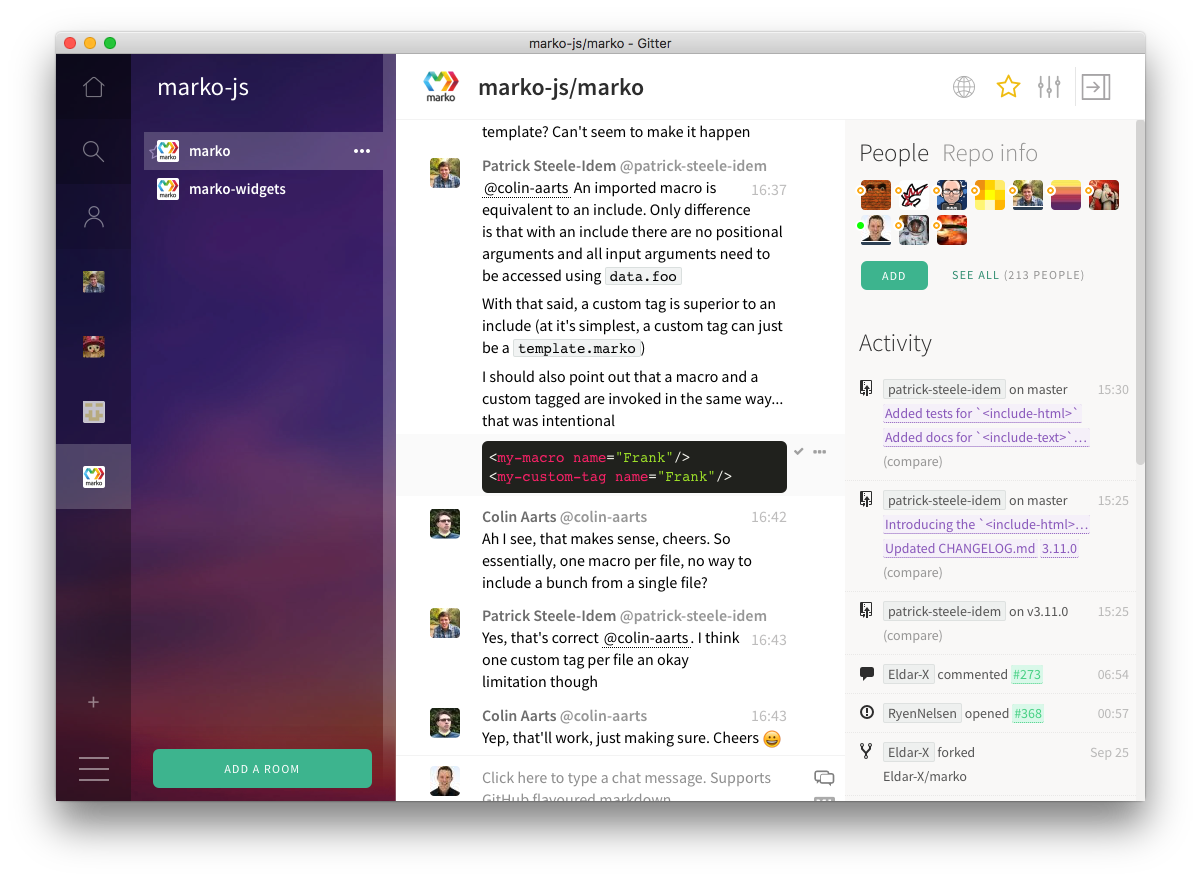 marko-js/marko - Gitter
marko-js
marko
marko
marko
marko-widgets
marko
+
ADD A ROOM
marko
marko-js/marko
template? Can't seem to make it happen
Patrick Steele-Idem @patrick-steele-idem
@colin-aarts An imported macro is 16:37
equivalent to an include. Only difference
is that with an include there are no positional
arguments and all input arguments need to
be accessed using data.foo
With that said, a custom tag is superior to an
include (at it's simplest, a custom tag can just
be a template.marko)
I should also point out that a macro and a
custom tagged are invoked in the same way...
that was intentional
<my-macro name="Frank"/>
<my-custom-tag name="Frank"/>
Colin Aarts @colin-aarts 16:42
Ah I see, that makes sense, cheers. So
essentially, one macro per file, no way to
include a bunch from a single file?
Patrick Steele-Idem @patrick-steele-idem
Yes, that's correct @colin-aarts. I think 16:43
one custom tag per file an okay
limitation though
Colin Aarts @colin-aarts 16:43
Yep, that'll work, just making sure. Cheers 😀
Click here to type a chat message. Supports
GitHub flavoured markdown
People Repo info
ADD SEE ALL (213 PEOPLE)
Activity
patrick-steele-idem on master 15:30
Added tests for `<include-html>`
Added docs for `<include-text>`…
(compare)
patrick-steele-idem on master 15:25
Introducing the `<include-html>…
Updated CHANGELOG.md 3.11.0
(compare)
patrick-steele-idem on v3.11.0 15:25
(compare)
Eldar-X commented #273 06:54
RyenNelsen opened #368 00:57
Eldar-X forked Sep 25
Eldar-X/marko